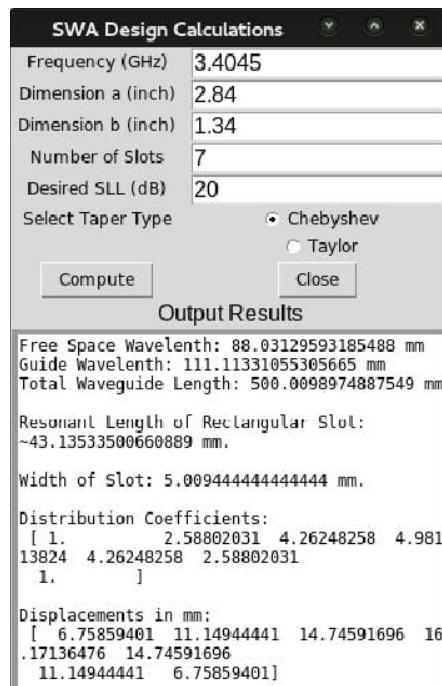 SWA Design Calculations
Frequency (GHz) 3.4045
Dimension a (inch) 2.84
Dimension b (inch) 1.34
Number of Slots 7
Desired SLL (dB) 20
Select Taper Type Chebyshev
Taylor
Compute Close
Output Results
Free Space Wavelenth: 88.03129593185488 mm
Guide Wavelenth: 111.11331055305665 mm
Total Waveguide Length: 500.0098974887549 mm
Resonant Length of Rectangular Slot:
~43.13533500660889 mm.
Width of Slot: 5.009444444444444 mm.
Distribution Coefficients:
[ 1. 2.58802031 4.26248258 4.981
13824 4.26248258 2.58802031
1. ]
Displacements in mm:
[ 6.75859401 11.14944441 14.74591696 16
.17136476 14.74591696
11.14944441 6.75859401]